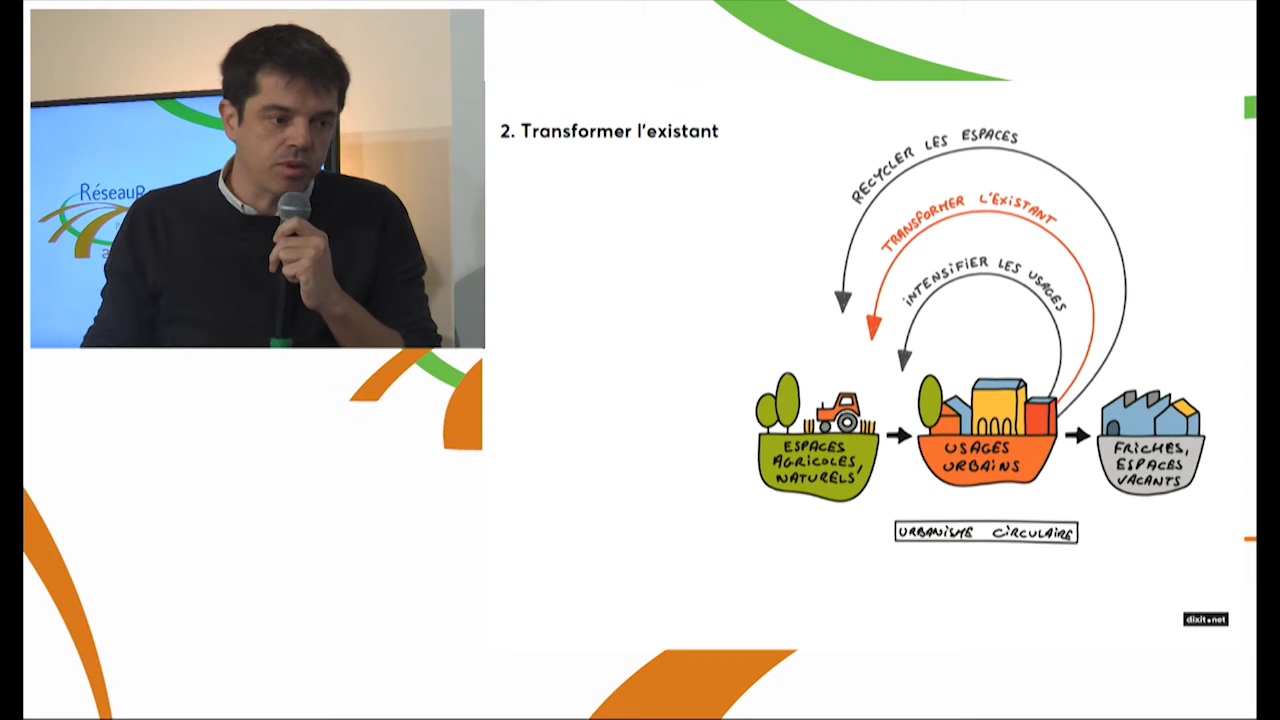 RéseauR
a
2. Transformer l'existant
RECYCLER LES ESPACES
TRANSFORMER L'EXISTANT
INTENSIFIER LES USAGES
ESPACES
AGRICOLES,
NATURELS
USAGES
URBAINS
FRICHES,
ESPACES
VACANTS
URBANISME CIRCULAIRE
dixit.net